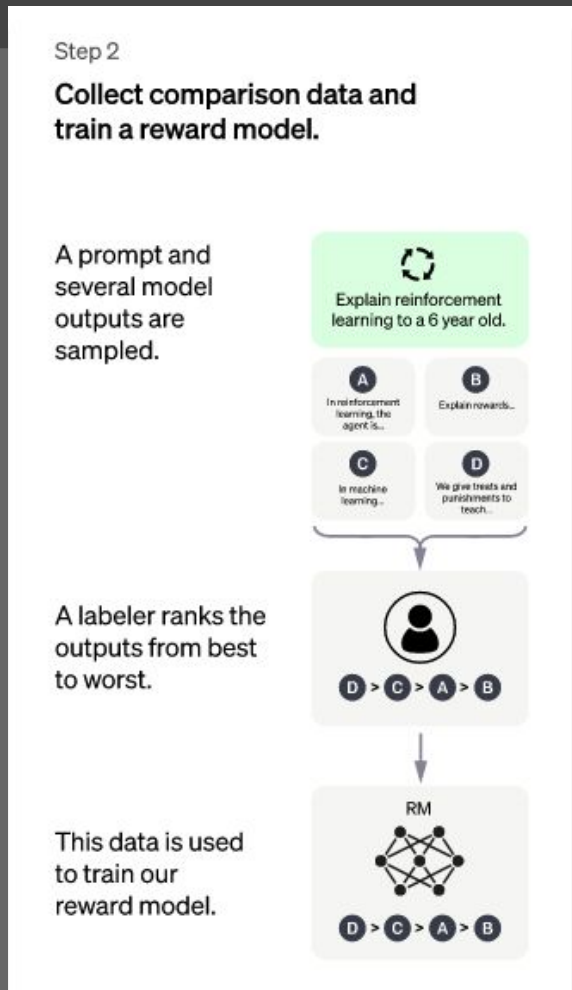 Step 2
Collect comparison data and
train a reward model.
A prompt and
several model
outputs are
sampled.
Explain reinforcement
learning to a 6 year old.
A
In reinforcement
learning, the
agent is...
B
Explain rewards...
C
In machine
learning...
D
We give treats and
punishments to
teach...
A labeler ranks the
outputs from best
to worst.
D > C > A > B
This data is used
to train our
reward model.
RM
D > C > A > B